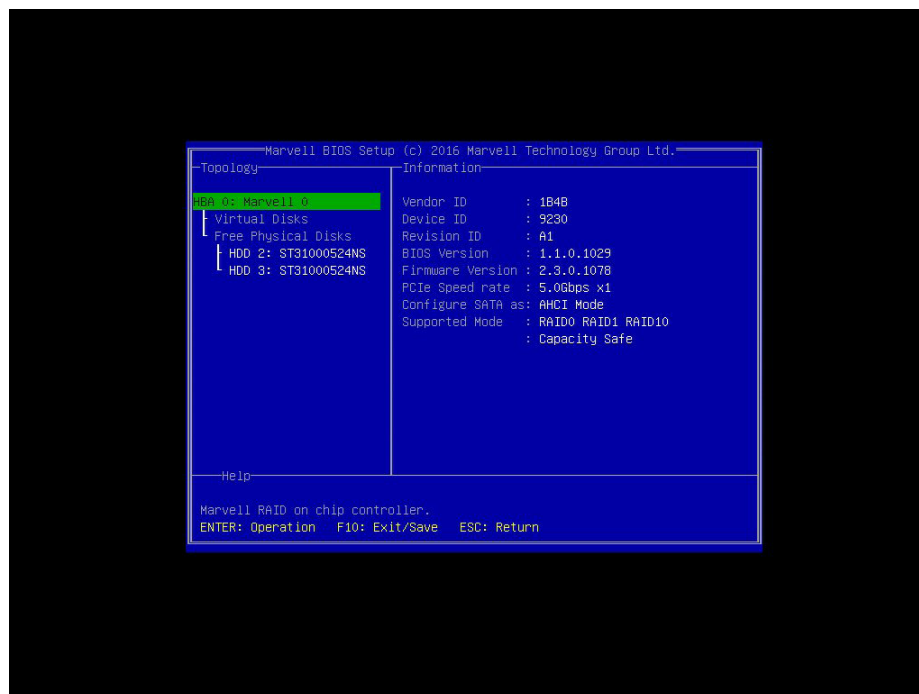 Marvell BIOS Setup (c) 2016 Marvell Technology Group Ltd.
Topology
HBA 0: Marvell 0
Virtual Disks
Free Physical Disks
HDD 2: ST31000524NS
HDD 3: ST31000524NS
Information
Vendor ID : 1B4B
Device ID : 9230
Revision ID : A1
BIOS Version : 1.1.0.1029
Firmware Version : 2.3.0.1078
PCIe Speed rate : 5.0Gbps x1
Configure SATA as: AHCI Mode
Supported Mode : RAID0 RAID1 RAID10
: Capacity Safe
Help
Marvell RAID on chip controller.
ENTER: Operation F10: Exit/Save ESC: Return